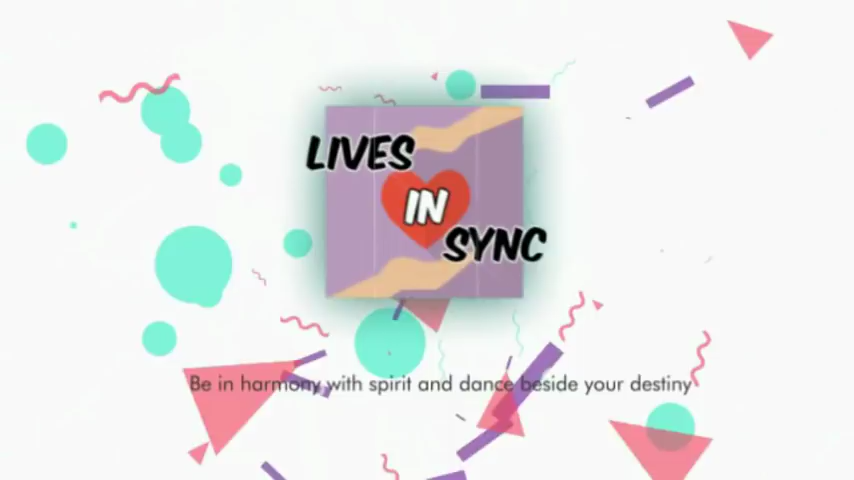 LIVES
IN
SYNC
Be in harmony with spirit and dance beside your destiny